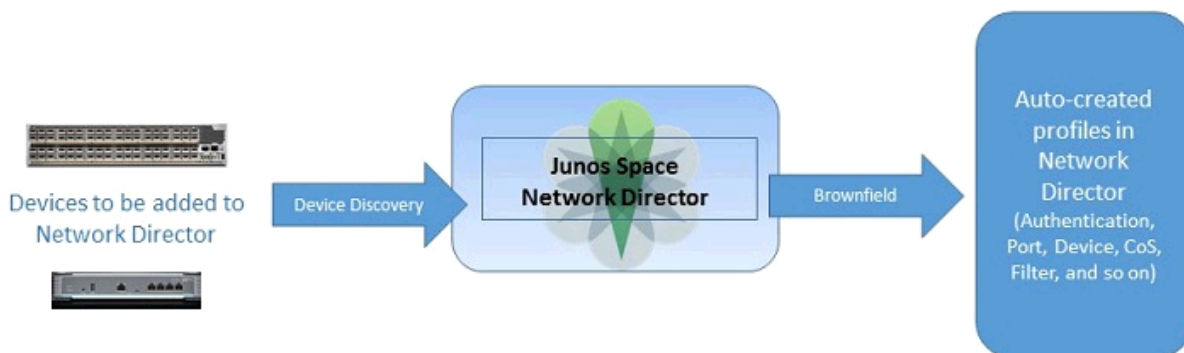 Devices to be added to
Network Director
Device Discovery
Junos Space
Network Director
Brownfield
Auto-created
profiles in
Network
Director
(Authentication,
Port, Device, CoS,
Filter, and so on)